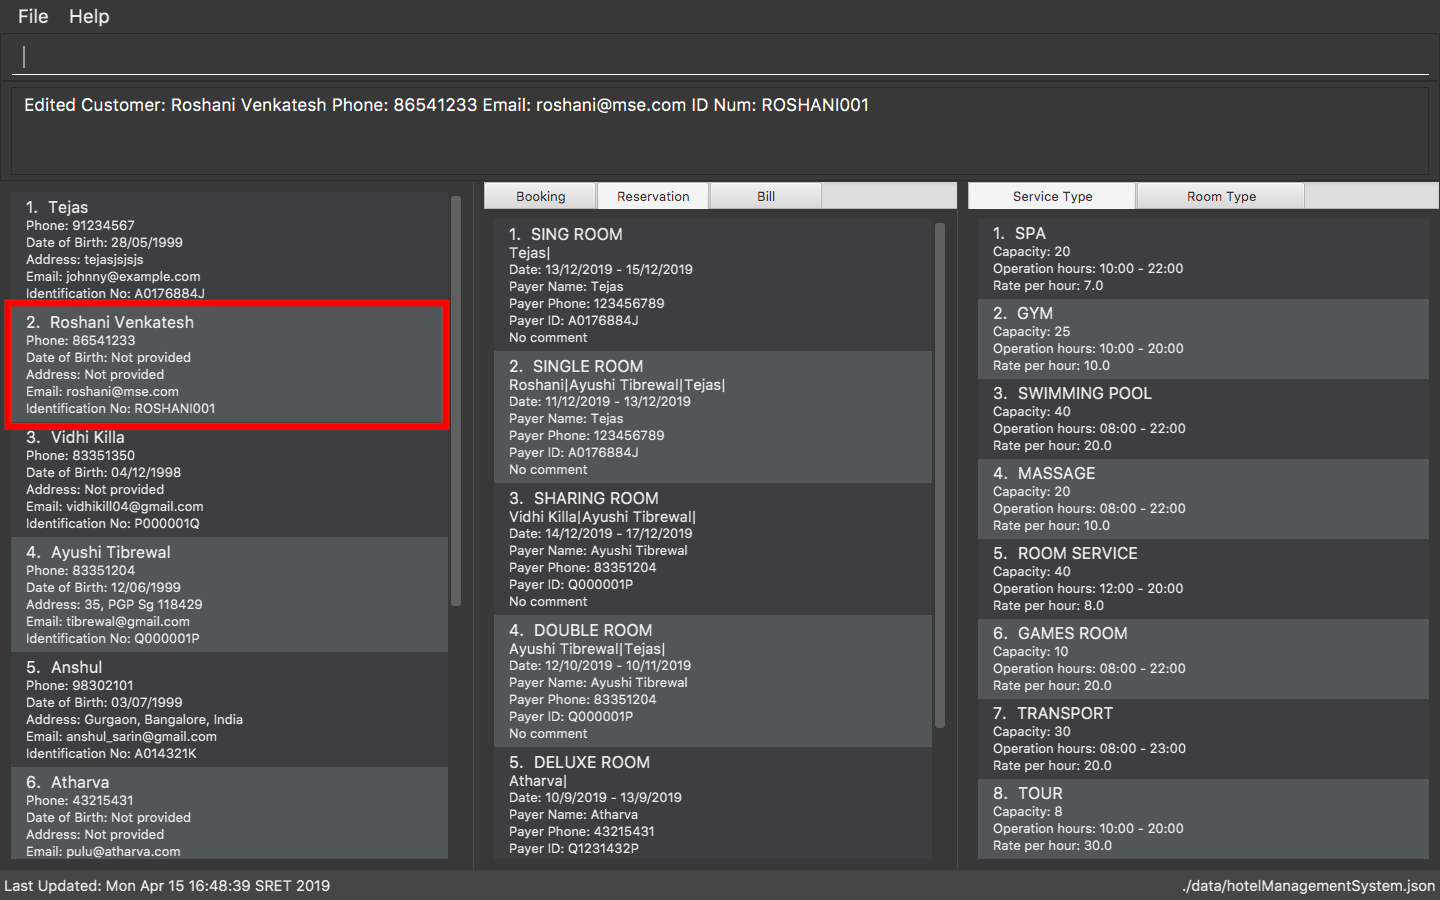 File Help
Edited Customer: Roshani Venkatesh Phone: 86541233 Email: roshani@mse.com ID Num: ROSHANI001
1. Tejas
Phone: 91234567
Date of Birth: 28/05/1999
Address: tejasjsjsjs
Email: johnny@example.com
Identification No: A0176884J
2. Roshani Venkatesh
Phone: 86541233
Date of Birth: Not provided
Address: Not provided
Email: roshani@mse.com
Identification No: ROSHANI001
3. Vidhi Killa
Phone: 83351350
Date of Birth: 04/12/1998
Address: Not provided
Email: vidhikill04@gmail.com
Identification No: P000001Q
4. Ayushi Tibrewal
Phone: 83351204
Date of Birth: 12/06/1999
Address: 35, PGP Sg 118429
Email: tibrewal@gmail.com
Identification No: Q000001P
5. Anshul
Phone: 98302101
Date of Birth: 03/07/1999
Address: Gurgaon, Bangalore, India
Email: anshul_sarin@gmail.com
Identification No: A014321K
6. Atharva
Phone: 43215431
Date of Birth: Not provided
Address: Not provided
Email: pulu@atharva.com
Booking Reservation Bill
1. SING ROOM
Tejas|
Date: 13/12/2019 - 15/12/2019
Payer Name: Tejas
Payer Phone: 123456789
Payer ID: A0176884J
No comment
2. SINGLE ROOM
Roshani|Ayushi Tibrewal|Tejas|
Date: 11/12/2019 - 13/12/2019
Payer Name: Tejas
Payer Phone: 123456789
Payer ID: A0176884J
No comment
3. SHARING ROOM
Vidhi Killa|Ayushi Tibrewal|
Date: 14/12/2019 - 17/12/2019
Payer Name: Ayushi Tibrewal
Payer Phone: 83351204
Payer ID: Q000001P
No comment
4. DOUBLE ROOM
Ayushi Tibrewal|Tejas|
Date: 12/10/2019 - 10/11/2019
Payer Name: Ayushi Tibrewal
Payer Phone: 83351204
Payer ID: Q000001P
No comment
5. DELUXE ROOM
Atharva|
Date: 10/9/2019 - 13/9/2019
Payer Name: Atharva
Payer Phone: 43215431
Payer ID: Q1231432P
Service Type Room Type
1. SPA
Capacity: 20
Operation hours: 10:00 - 22:00
Rate per hour: 7.0
2. GYM
Capacity: 25
Operation hours: 10:00 - 20:00
Rate per hour: 10.0
3. SWIMMING POOL
Capacity: 40
Operation hours: 08:00 - 22:00
Rate per hour: 20.0
4. MASSAGE
Capacity: 20
Operation hours: 08:00 - 22:00
Rate per hour: 10.0
5. ROOM SERVICE
Capacity: 40
Operation hours: 12:00 - 20:00
Rate per hour: 8.0
6. GAMES ROOM
Capacity: 10
Operation hours: 08:00 - 22:00
Rate per hour: 20.0
7. TRANSPORT
Capacity: 30
Operation hours: 08:00 - 23:00
Rate per hour: 20.0
8. TOUR
Capacity: 8
Operation hours: 10:00 - 20:00
Rate per hour: 30.0
Last Updated: Mon Apr 15 16:48:39 SRET 2019
./data/hotelManagementSystem.json